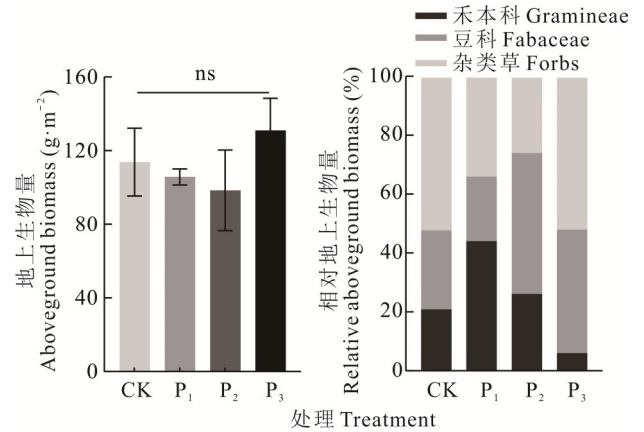 禾本科 Gramineae
豆科 Fabaceae
杂类草 Forbs
地上生物量
Aboveground biomass (g·m⁻²)
160
120
80
40
0
ns
CK P₁ P₂ P₃
相对地上生物量
Relative aboveground biomass (%)
100
80
60
40
20
0
CK P₁ P₂ P₃
处理 Treatment